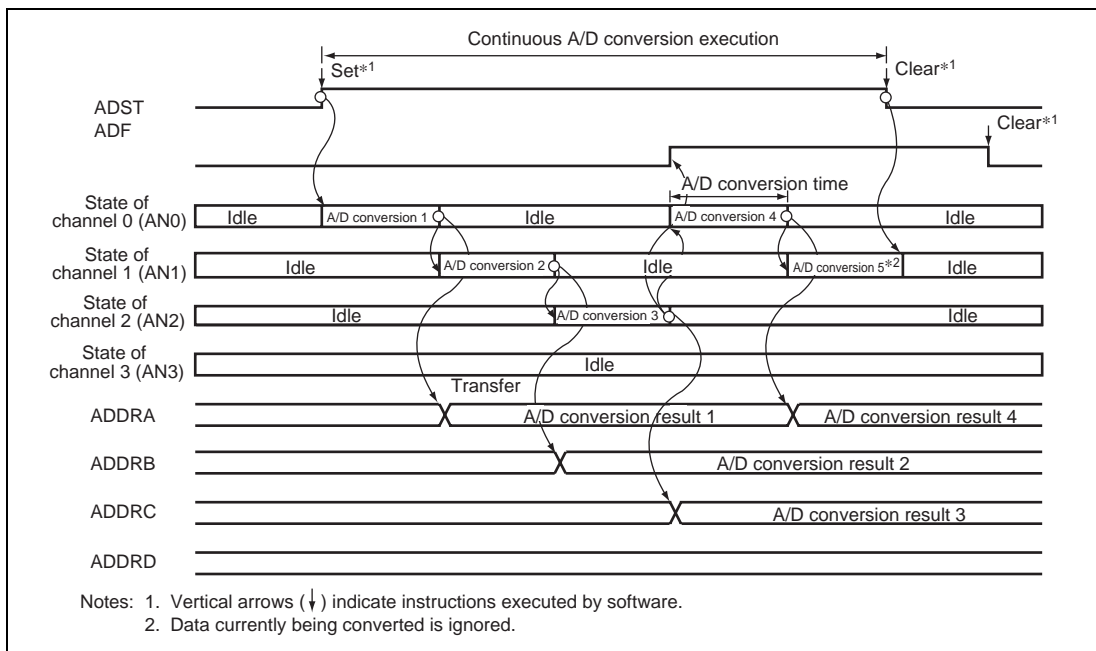 Continuous A/D conversion execution
Set*1
Clear*1
ADST
ADF
Clear*1
A/D conversion time
State of
channel 0 (AN0)
Idle
A/D conversion 1
Idle
A/D conversion 4
Idle
State of
channel 1 (AN1)
Idle
A/D conversion 2
Idle
A/D conversion 5*2
Idle
State of
channel 2 (AN2)
Idle
A/D conversion 3
Idle
State of
channel 3 (AN3)
Idle
Transfer
ADDRA
A/D conversion result 1
A/D conversion result 4
ADDRB
A/D conversion result 2
ADDRC
A/D conversion result 3
ADDRD
Notes: 1. Vertical arrows (↓) indicate instructions executed by software.
2. Data currently being converted is ignored.